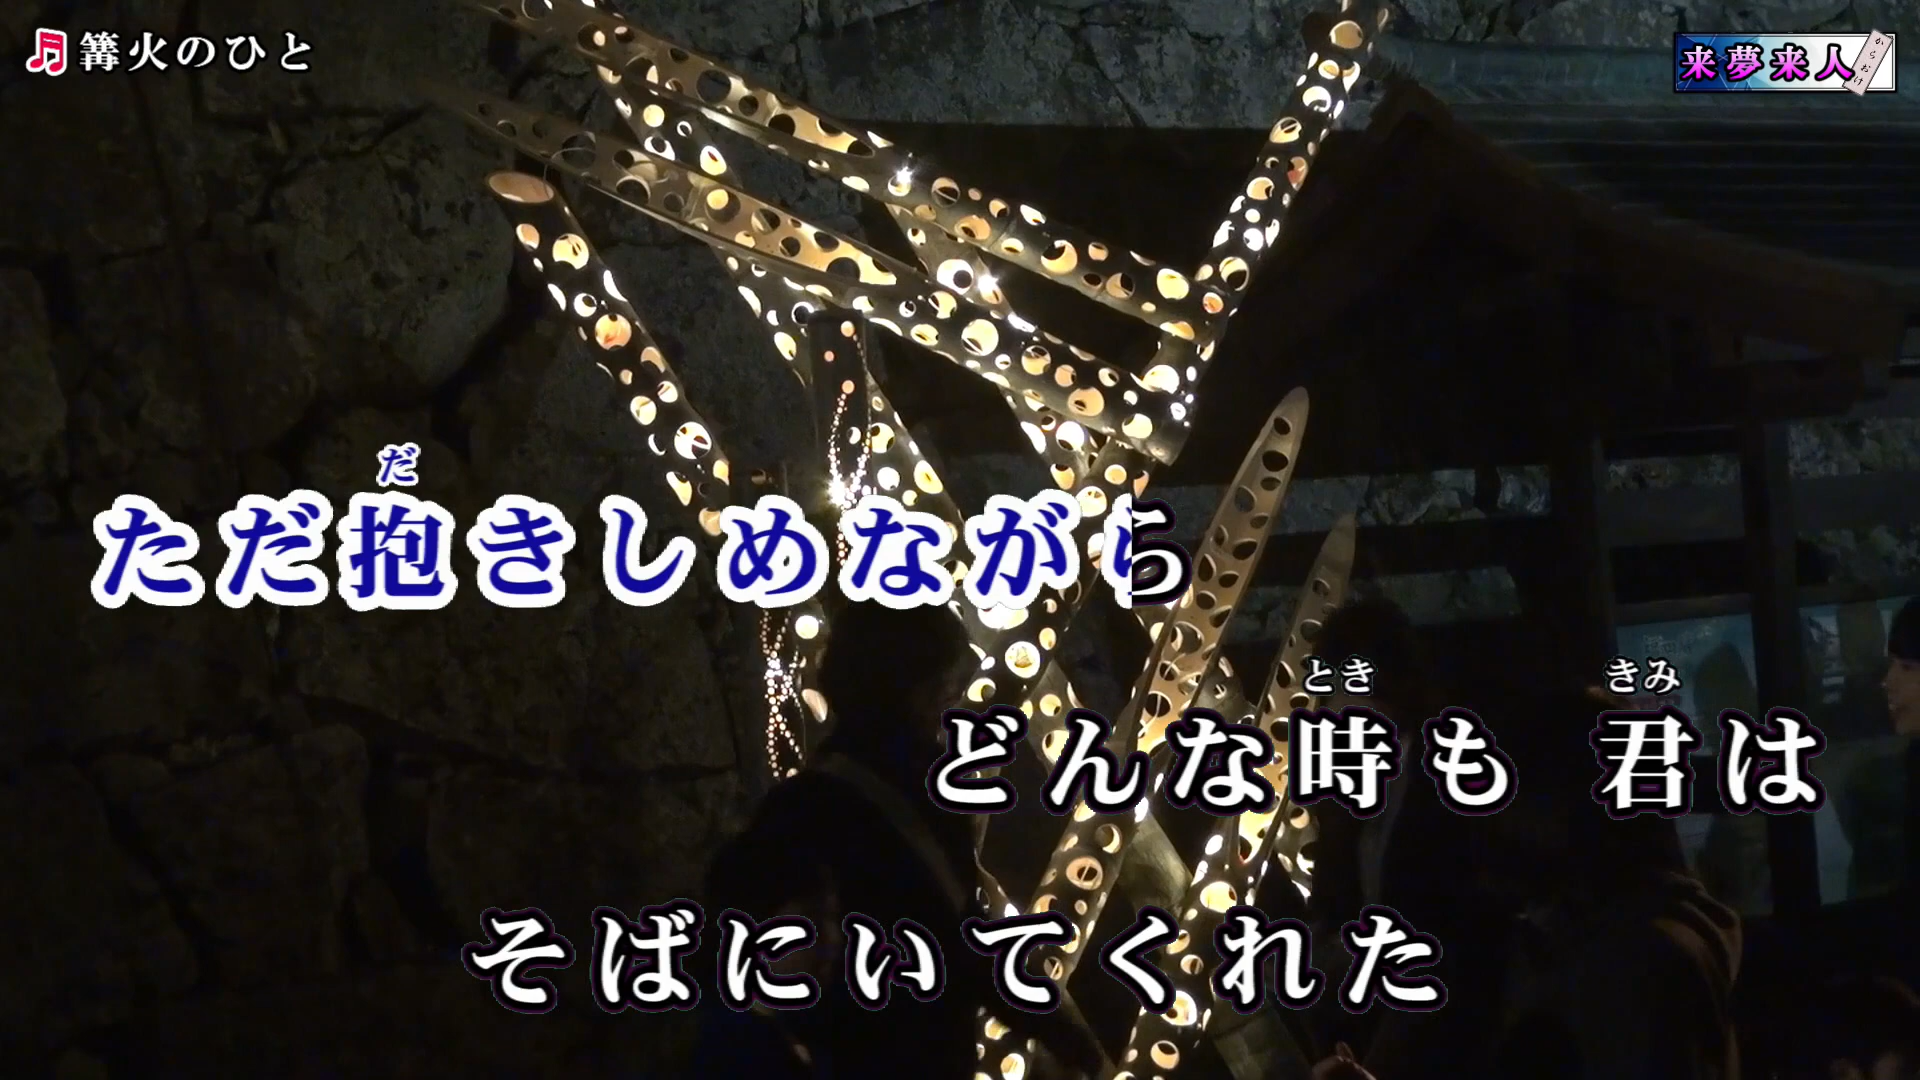 篝火のひと
来夢来人
からおけ
だ
ただ抱きしめながら
とき きみ
どんな時も 君は
そばにいてくれた